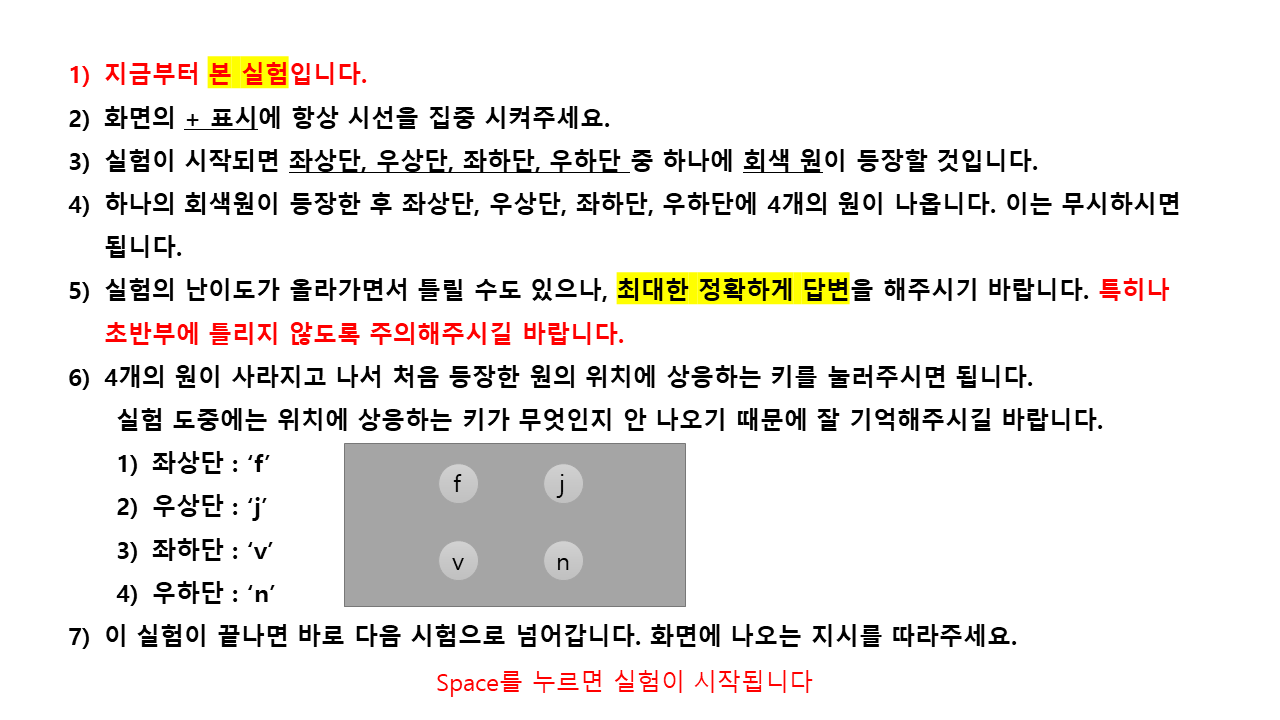 1) 지금부터 본 실험입니다.
2) 화면의 + 표시에 항상 시선을 집중 시켜주세요.
3) 실험이 시작되면 좌상단, 우상단, 좌하단, 우하단 중 하나에 회색 원이 등장할 것입니다.
4) 하나의 회색원이 등장한 후 좌상단, 우상단, 좌하단, 우하단에 4개의 원이 나옵니다. 이는 무시하시면
됩니다.
5) 실험의 난이도가 올라가면서 틀릴 수도 있으나, 최대한 정확하게 답변을 해주시기 바랍니다. 특히나
초반부에 틀리지 않도록 주의해주시길 바랍니다.
6) 4개의 원이 사라지고 나서 처음 등장한 원의 위치에 상응하는 키를 눌러주시면 됩니다.
실험 도중에는 위치에 상응하는 키가 무엇인지 안 나오기 때문에 잘 기억해주시길 바랍니다.
1) 좌상단 : ‘f’
2) 우상단 : ‘j’
3) 좌하단 : ‘v’
4) 우하단 : ‘n’
f j
v n
7) 이 실험이 끝나면 바로 다음 시험으로 넘어갑니다. 화면에 나오는 지시를 따라주세요.
Space를 누르면 실험이 시작됩니다